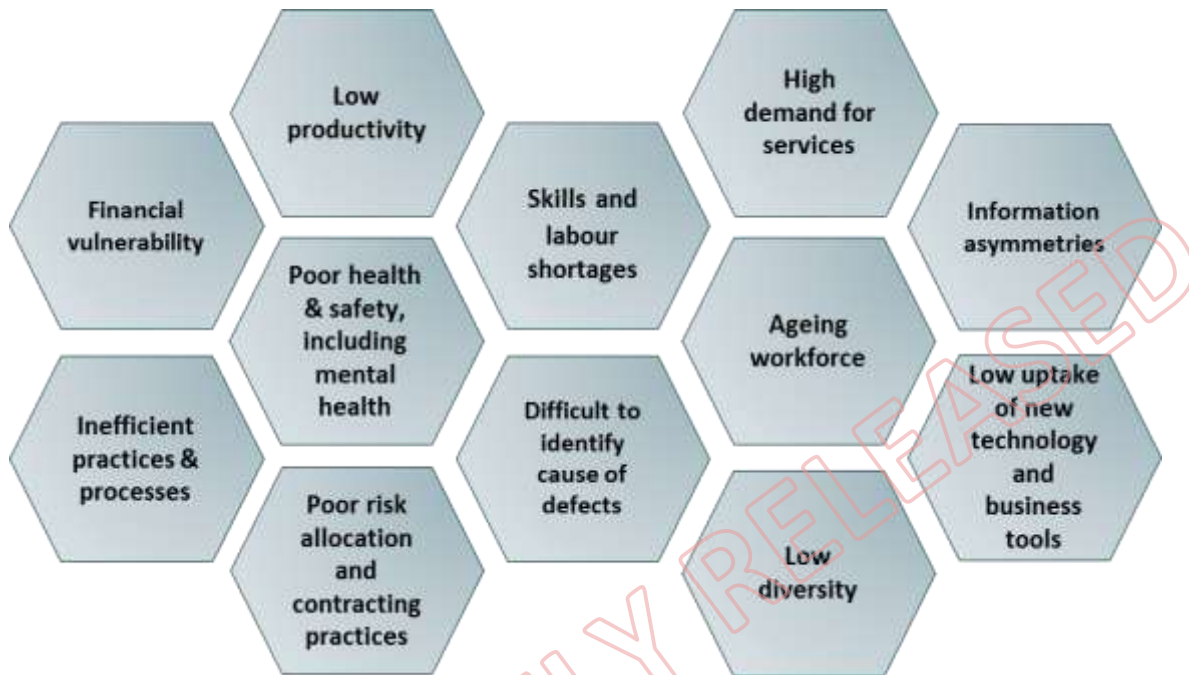 Low
productivity
High
demand for
services
Financial
vulnerability
Skills and
labour
shortages
Information
asymmetries
Poor health
& safety,
including
mental
health
Ageing
workforce
Inefficient
practices &
processes
Difficult to
identify
cause of
defects
Low uptake
of new
technology
and
business
tools
Poor risk
allocation
and
contracting
practices
Low
diversity
LY RELEASED